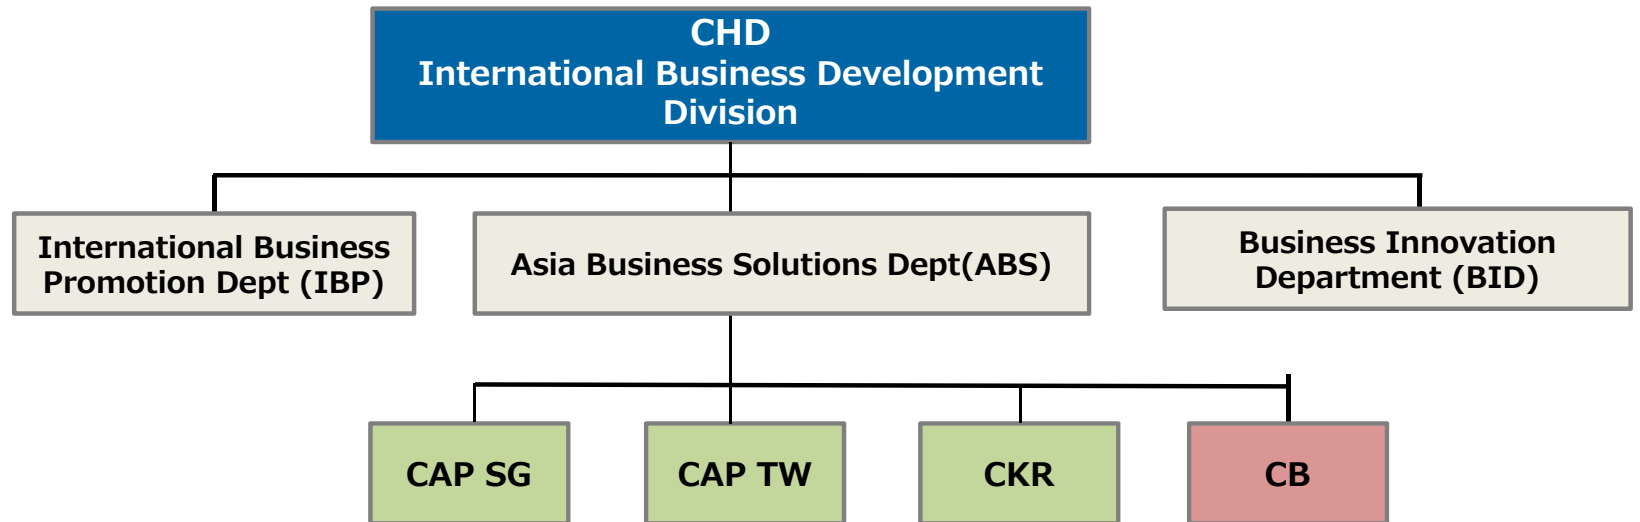 CHD
International Business Development
Division
International Business
Promotion Dept (IBP)
Asia Business Solutions Dept(ABS)
Business Innovation
Department (BID)
CAP SG
CAP TW
CKR
CB